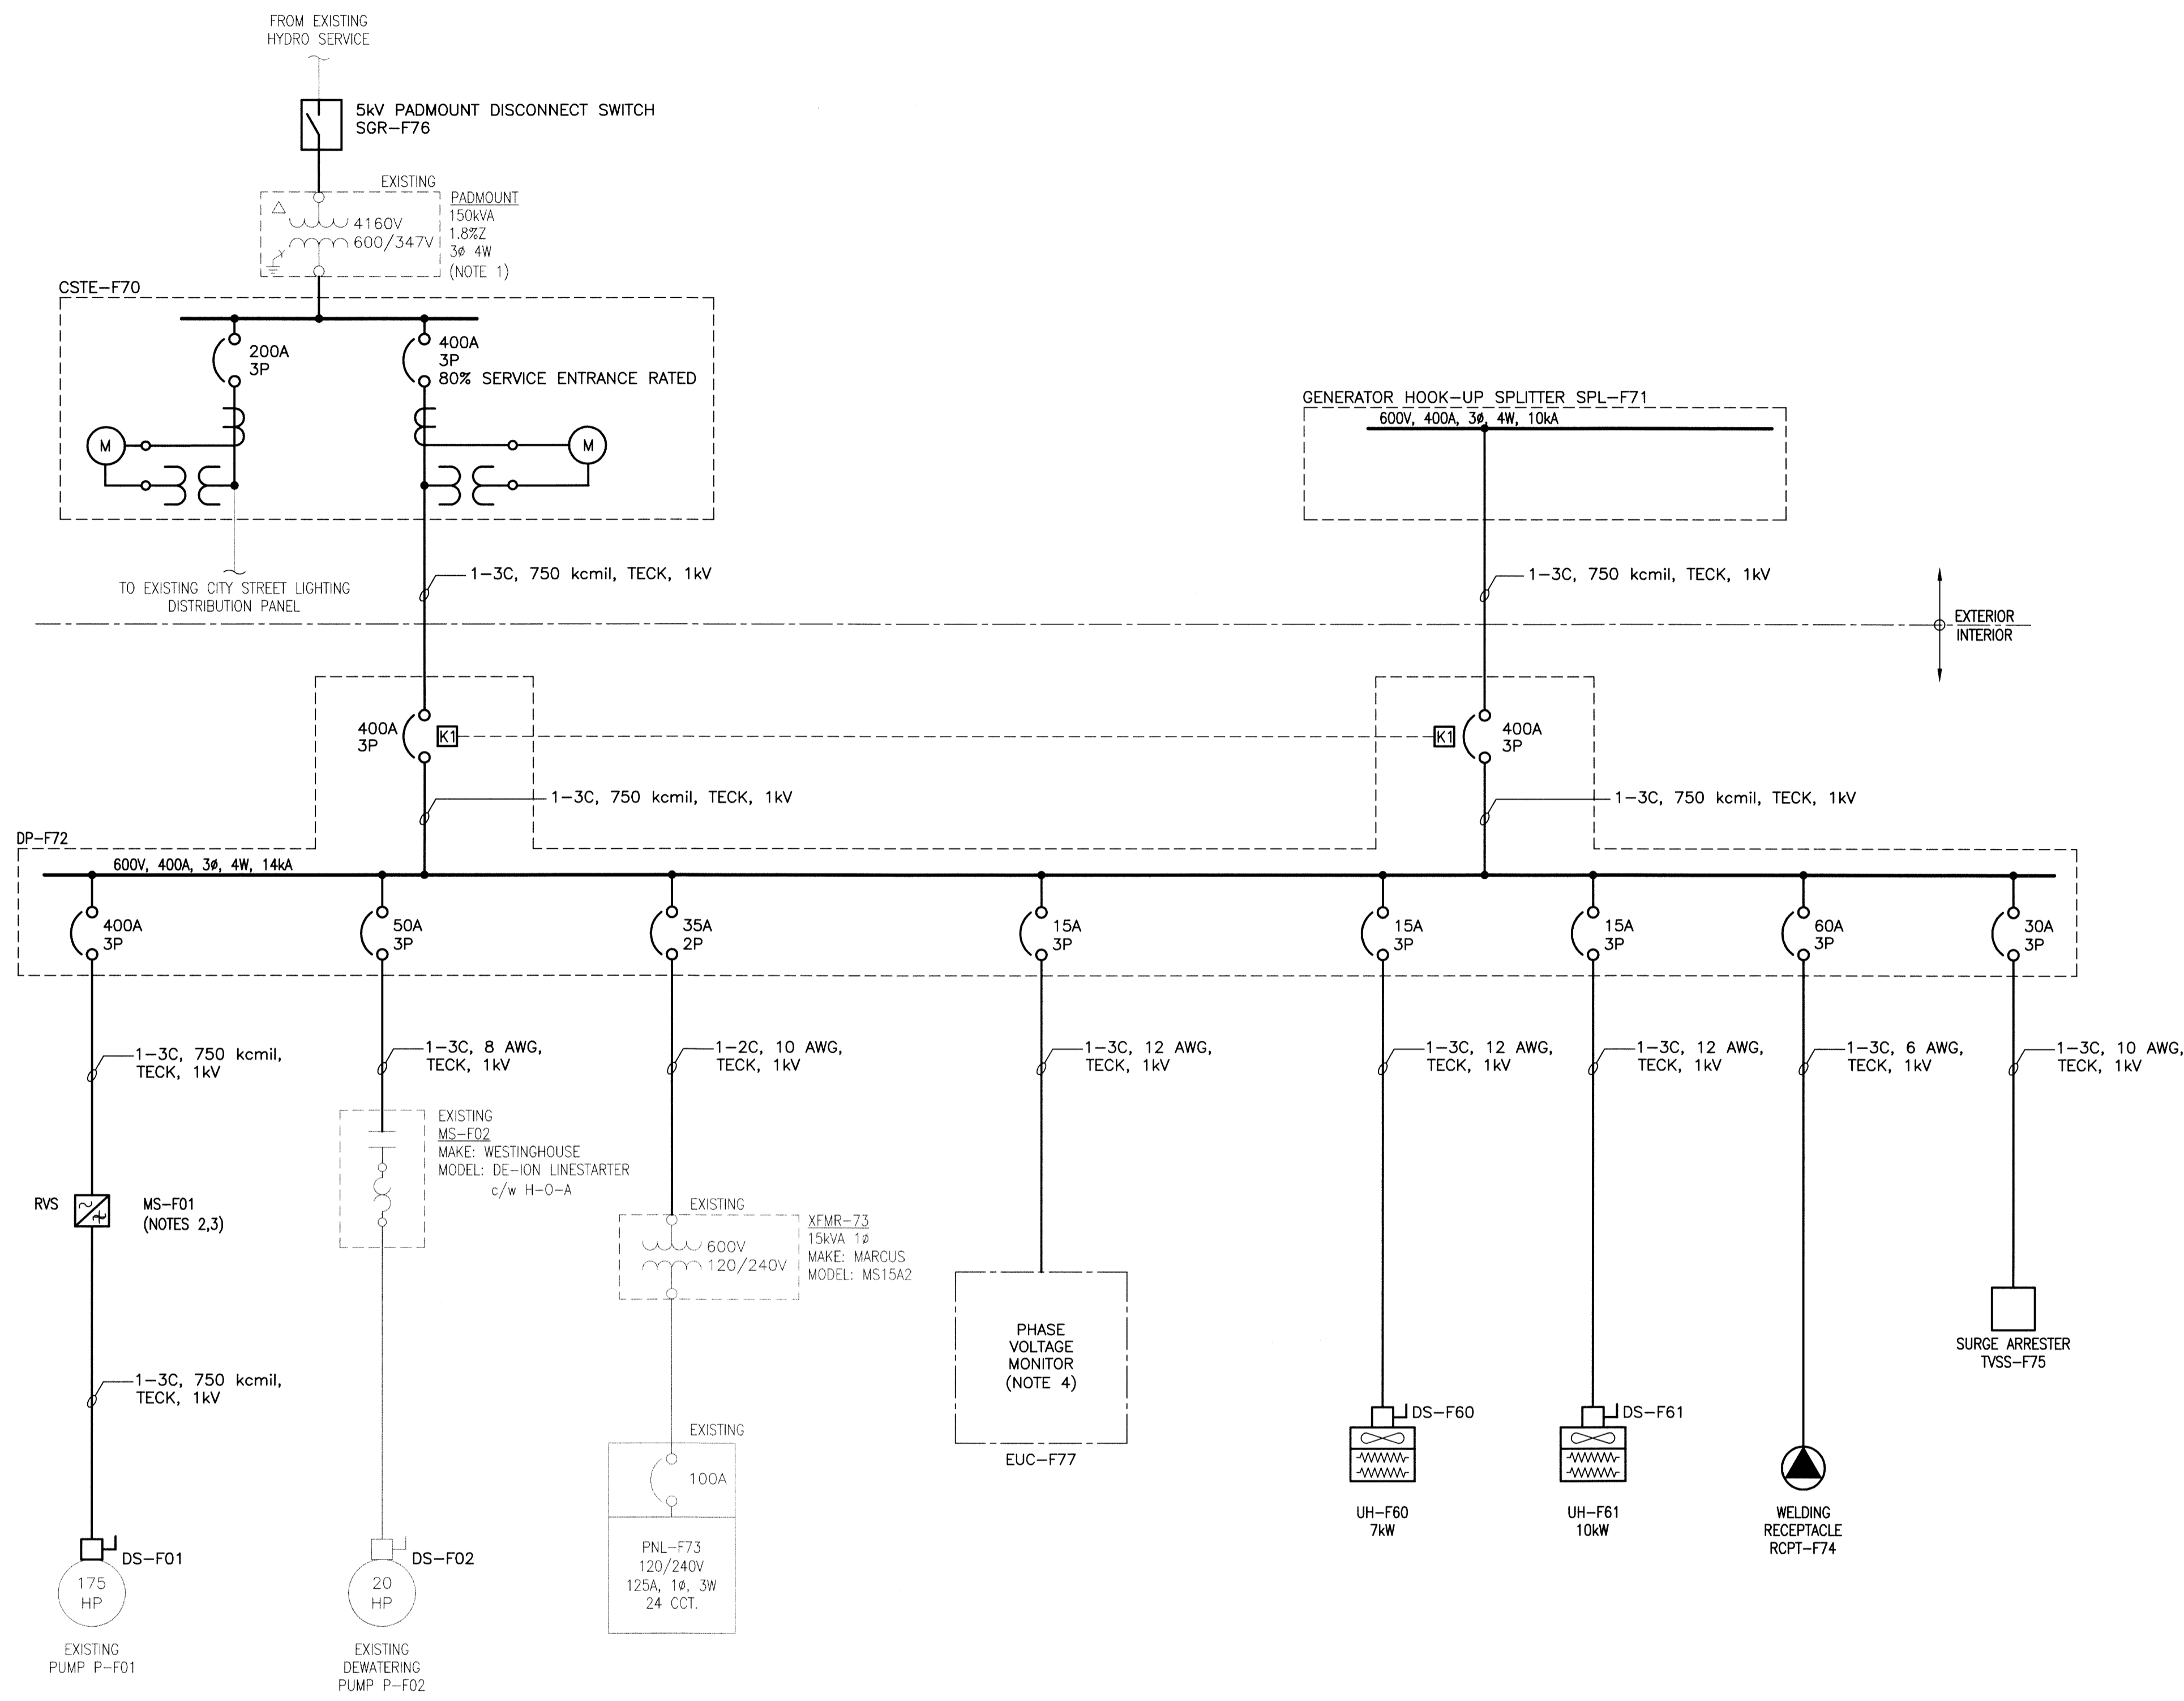 FROM EXISTING
HYDRO SERVICE
5kV PADMOUNT DISCONNECT SWITCH
SGR-F76
EXISTING
PADMOUNT
150kVA
1.8%Z
3ø 4W
(NOTE 1)
△
4160V
600/347V
Y
CSTE-F70
200A
3P
400A
3P
80% SERVICE ENTRANCE RATED
M
M
TO EXISTING CITY STREET LIGHTING
DISTRIBUTION PANEL
1-3C, 750 kcmil, TECK, 1kV
GENERATOR HOOK-UP SPLITTER SPL-F71
600V, 400A, 3ø, 4W, 10kA
1-3C, 750 kcmil, TECK, 1kV
EXTERIOR
INTERIOR
400A
3P
K1
K1
400A
3P
1-3C, 750 kcmil, TECK, 1kV
1-3C, 750 kcmil, TECK, 1kV
DP-F72
600V, 400A, 3ø, 4W, 14kA
400A
3P
50A
3P
35A
2P
15A
3P
15A
3P
15A
3P
60A
3P
30A
3P
1-3C, 750 kcmil,
TECK, 1kV
1-3C, 8 AWG,
TECK, 1kV
1-2C, 10 AWG,
TECK, 1kV
1-3C, 12 AWG,
TECK, 1kV
1-3C, 12 AWG,
TECK, 1kV
1-3C, 12 AWG,
TECK, 1kV
1-3C, 6 AWG,
TECK, 1kV
1-3C, 10 AWG,
TECK, 1kV
RVS
MS-F01
(NOTES 2,3)
1-3C, 750 kcmil,
TECK, 1kV
DS-F01
175
HP
EXISTING
PUMP P-F01
EXISTING
MS-F02
MAKE: WESTINGHOUSE
MODEL: DE-ION LINESTARTER
c/w H-O-A
DS-F02
20
HP
EXISTING
DEWATERING
PUMP P-F02
EXISTING
XFMR-73
15kVA 1ø
MAKE: MARCUS
MODEL: MS15A2
600V
120/240V
EXISTING
100A
PNL-F73
120/240V
125A, 1ø, 3W
24 CCT.
PHASE
VOLTAGE
MONITOR
(NOTE 4)
EUC-F77
DS-F60
UH-F60
7kW
DS-F61
UH-F61
10kW
WELDING
RECEPTACLE
RCPT-F74
SURGE ARRESTER
TVSS-F75